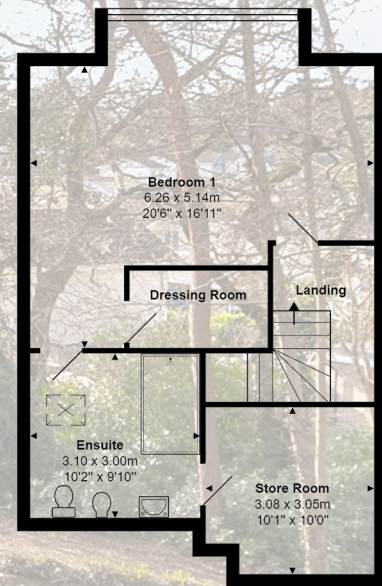 Bedroom 1
6.26 x 5.14m
20'6" x 16'11"
Dressing Room
Landing
Ensuite
3.10 x 3.00m
10'2" x 9'10"
Store Room
3.08 x 3.05m
10'1" x 10'0"